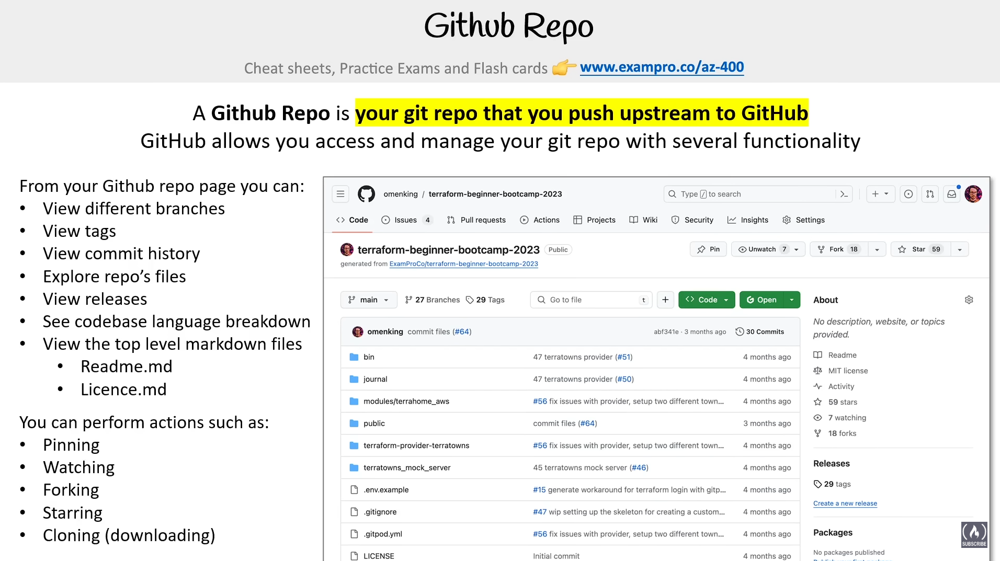 Github Repo
Cheat sheets, Practice Exams and Flash cards 👉 www.exampro.co/az-400
A Github Repo is your git repo that you push upstream to GitHub
GitHub allows you access and manage your git repo with several functionality
From your Github repo page you can:
• View different branches
• View tags
• View commit history
• Explore repo’s files
• View releases
• See codebase language breakdown
• View the top level markdown files
• Readme.md
• Licence.md
You can perform actions such as:
• Pinning
• Watching
• Forking
• Starring
• Cloning (downloading)
omenking / terraform-beginner-bootcamp-2023
Type / to search
Code Issues 4 Pull requests Actions Projects Wiki Security Insights Settings
terraform-beginner-bootcamp-2023 Public
Pin Unwatch 7 Fork 18 Star 59
generated from ExamProCo/terraform-beginner-bootcamp-2023
main 27 Branches 29 Tags Go to file t + Code Open
omenking commit files (#64) abf341e · 3 months ago 30 Commits
bin 47 terratowns provider (#51) 4 months ago
journal 47 terratowns provider (#50) 4 months ago
modules/terrahome_aws #56 fix issues with provider, setup two different town... 4 months ago
public commit files (#64) 3 months ago
terraform-provider-terratowns #56 fix issues with provider, setup two different town... 4 months ago
terratowns_mock_server 45 terratowns mock server (#46) 4 months ago
.env.example #15 generate workaround for terraform login with gitp... 4 months ago
.gitignore #47 wip setting up the skeleton for creating a custom... 4 months ago
.gitpod.yml #56 fix issues with provider, setup two different town... 4 months ago
LICENSE Initial commit 4 months ago
About
No description, website, or topics
provided.
Readme
MIT license
Activity
59 stars
7 watching
18 forks
Releases
29 tags
Create a new release
Packages
No packages published
SUBSCRIBE